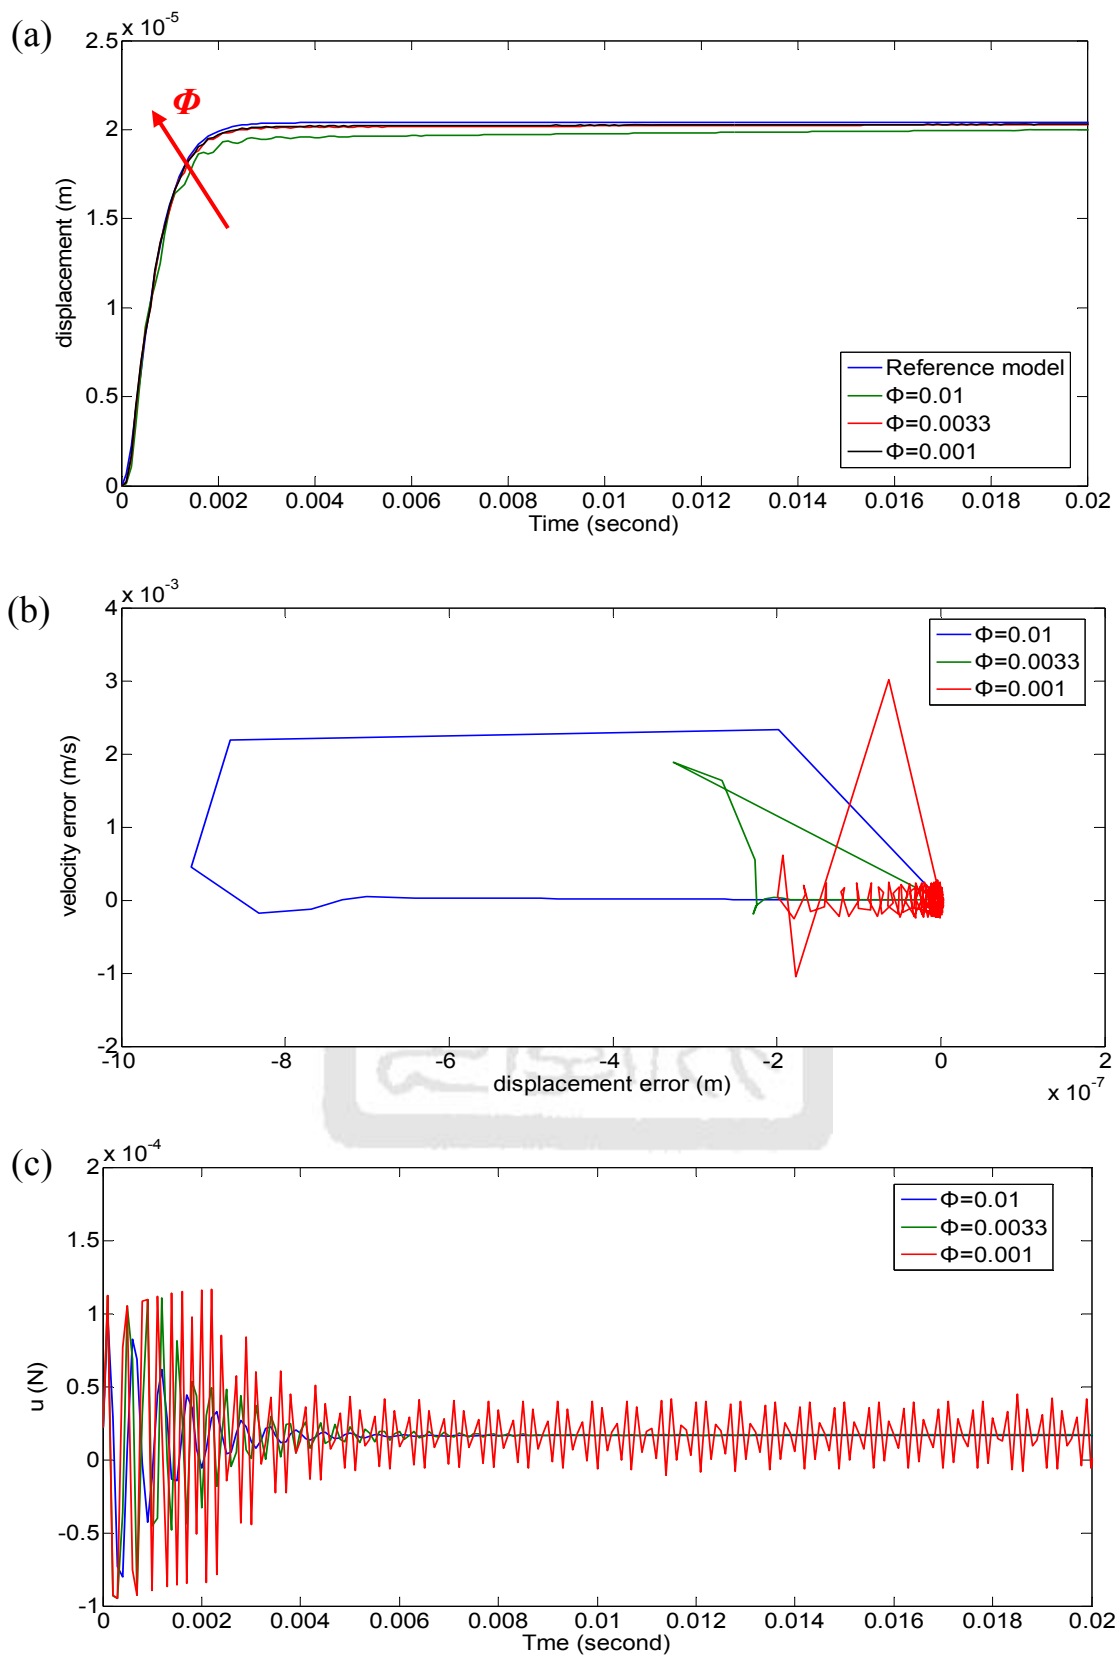 (a)
x 10-5
2.5
2
1.5
1
0.5
0
displacement (m)
Φ
Reference model
Φ=0.01
Φ=0.0033
Φ=0.001
0 0.002 0.004 0.006 0.008 0.01 0.012 0.014 0.016 0.018 0.02
Time (second)
(b)
x 10-3
4
3
2
1
0
-1
-2
velocity error (m/s)
Φ=0.01
Φ=0.0033
Φ=0.001
-10 -8 -6 -4 -2 0 2
displacement error (m)
x 10-7
(c)
x 10-4
2
1.5
1
0.5
0
-0.5
-1
u (N)
Φ=0.01
Φ=0.0033
Φ=0.001
0 0.002 0.004 0.006 0.008 0.01 0.012 0.014 0.016 0.018 0.02
Tme (second)